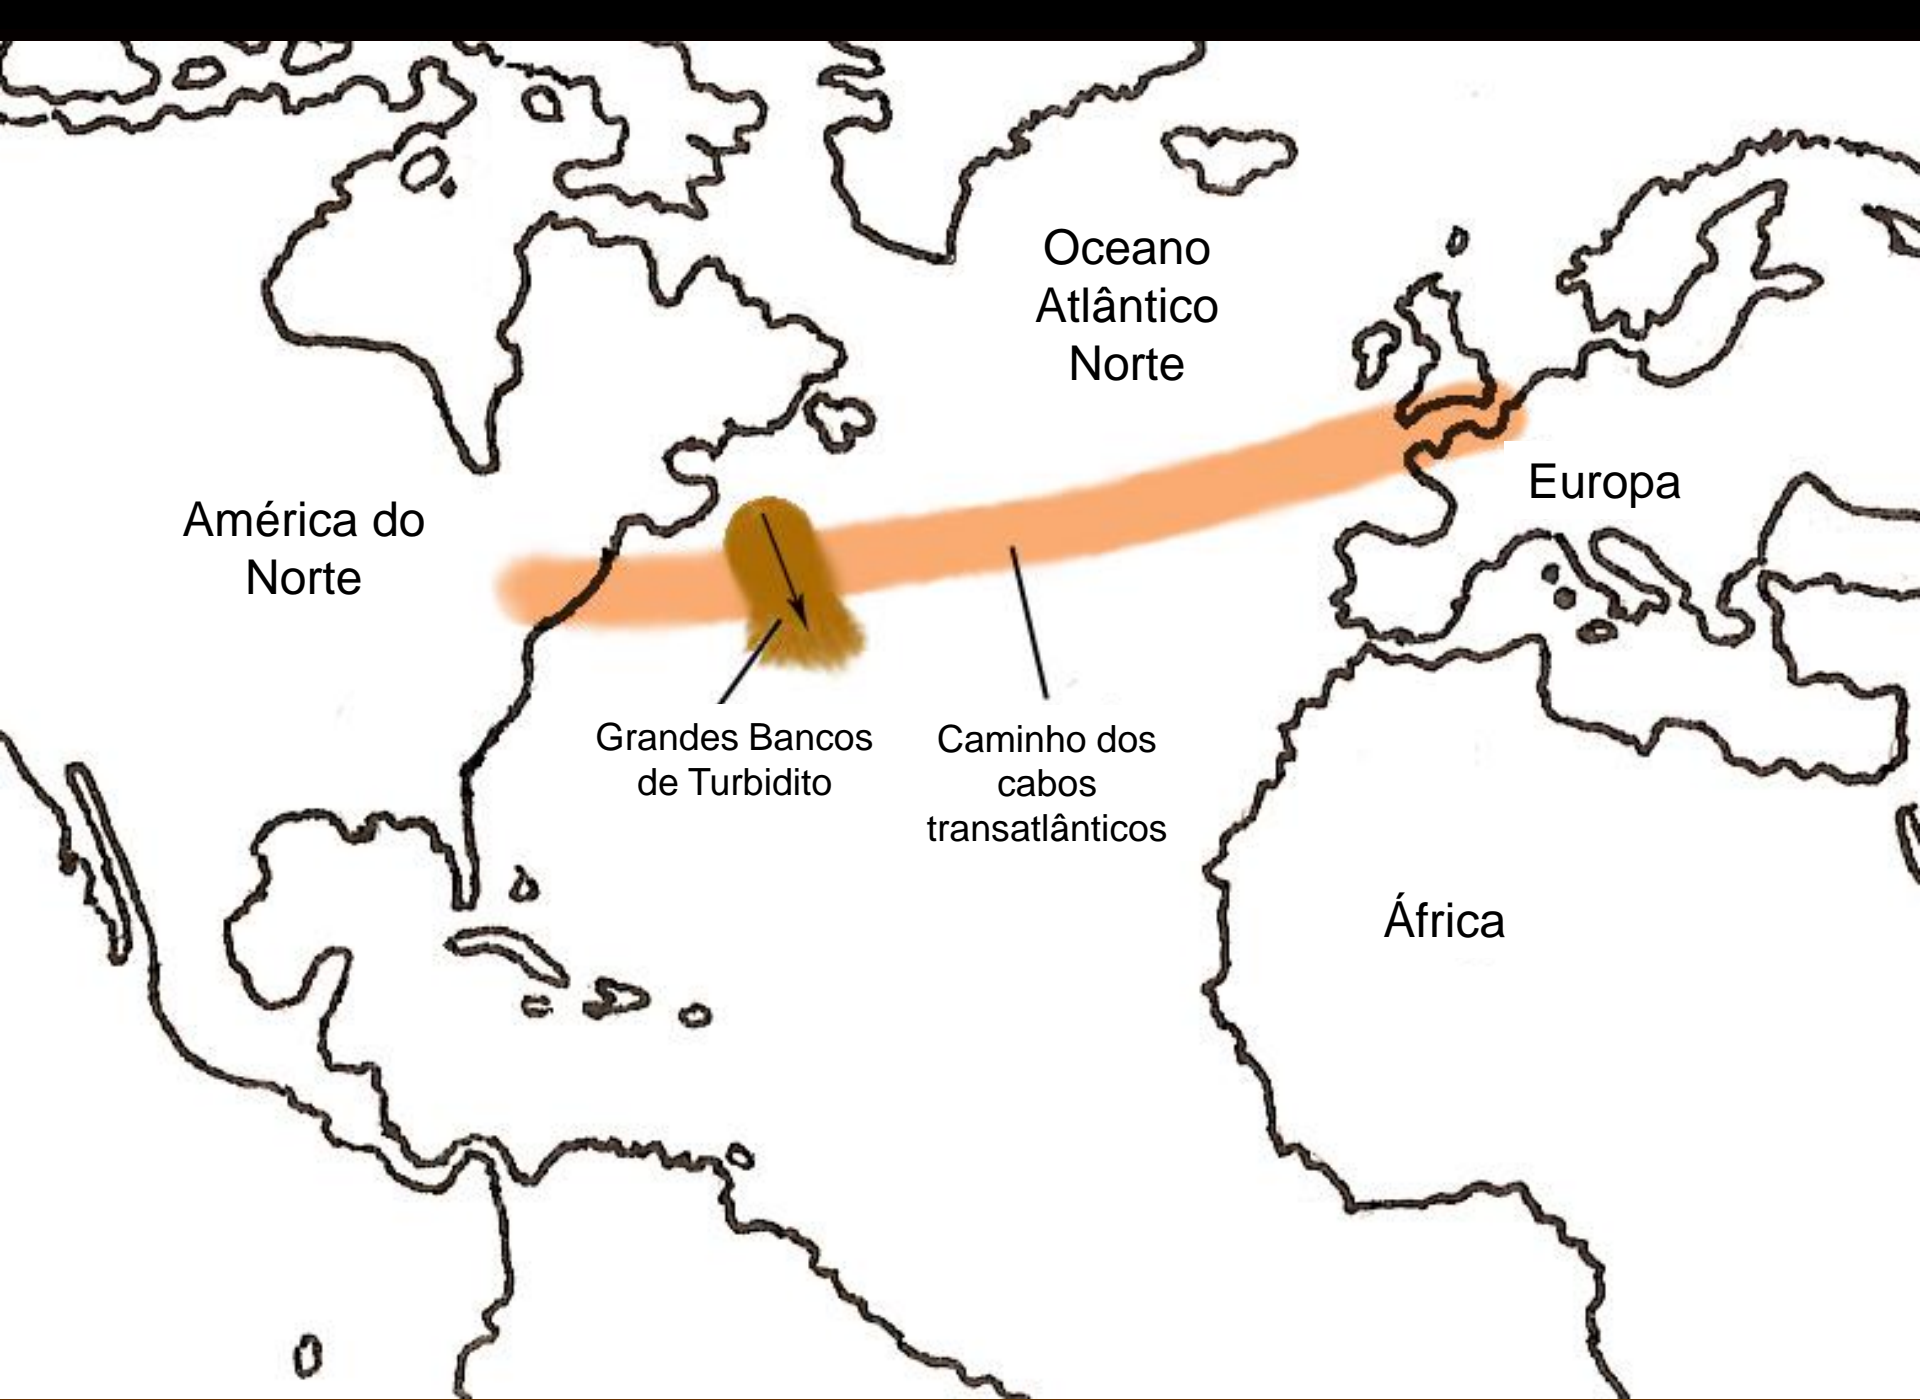 Oceano
Atlântico
Norte
Europa
América do
Norte
Grandes Bancos
de Turbidito
Caminho dos
cabos
transatlânticos
África